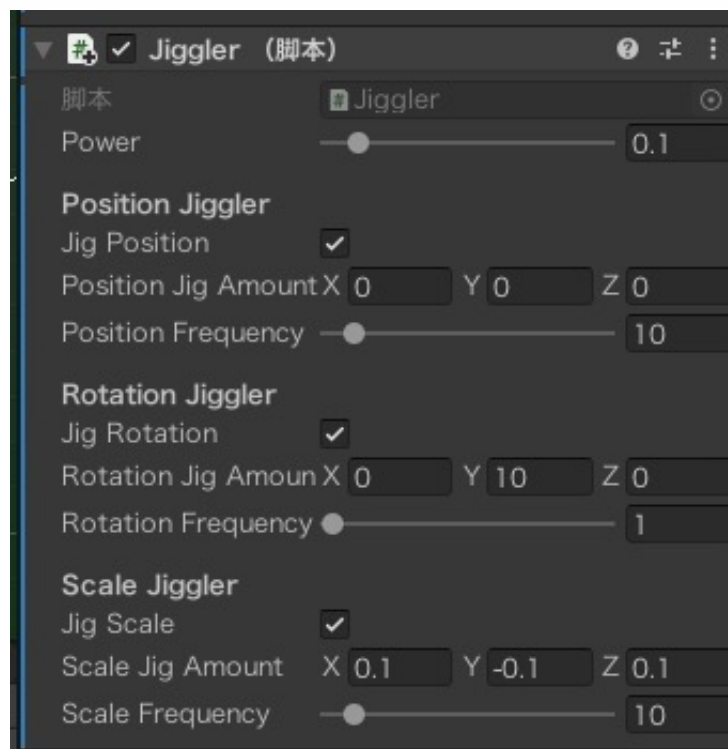 Jiggler （脚本）
脚本 Jiggler
Power 0.1
Position Jiggler
Jig Position
Position Jig Amount X 0 Y 0 Z 0
Position Frequency 10
Rotation Jiggler
Jig Rotation
Rotation Jig Amoun X 0 Y 10 Z 0
Rotation Frequency 1
Scale Jiggler
Jig Scale
Scale Jig Amount X 0.1 Y -0.1 Z 0.1
Scale Frequency 10